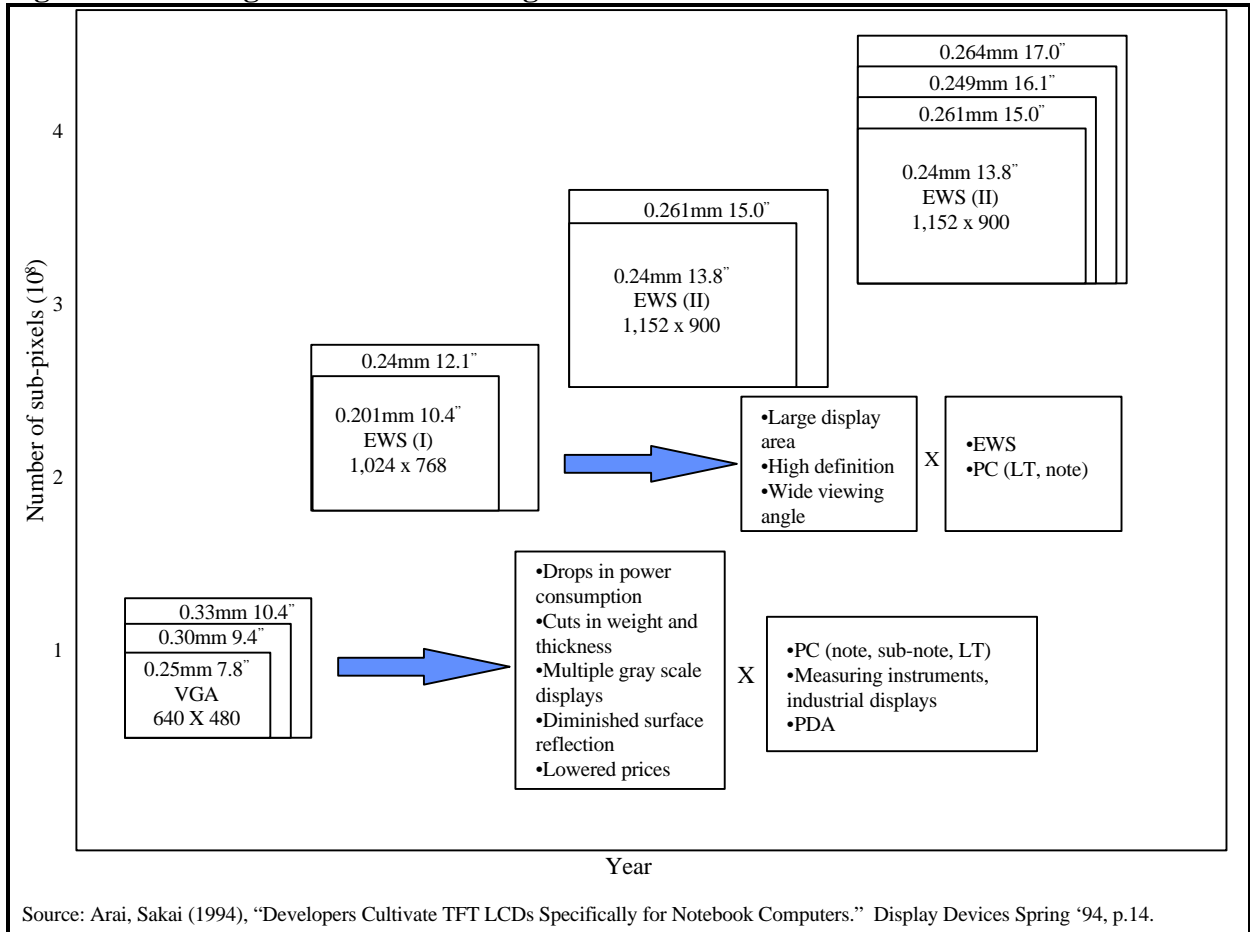 0.264mm 17.0”
0.249mm 16.1”
0.261mm 15.0”
0.24mm 13.8”
EWS (II)
1,152 x 900
0.261mm 15.0”
0.24mm 13.8”
EWS (II)
1,152 x 900
0.24mm 12.1”
0.201mm 10.4”
EWS (I)
1,024 x 768
•Large display
area
•High definition
•Wide viewing
angle
X
•EWS
•PC (LT, note)
0.33mm 10.4”
0.30mm 9.4”
0.25mm 7.8”
VGA
640 X 480
•Drops in power
consumption
•Cuts in weight and
thickness
•Multiple gray scale
displays
•Diminished surface
reflection
•Lowered prices
X
•PC (note, sub-note, LT)
•Measuring instruments,
industrial displays
•PDA
4
3
2
1
Number of sub-pixels (10⁸)
Year
Source: Arai, Sakai (1994), “Developers Cultivate TFT LCDs Specifically for Notebook Computers.” Display Devices Spring ‘94, p.14.